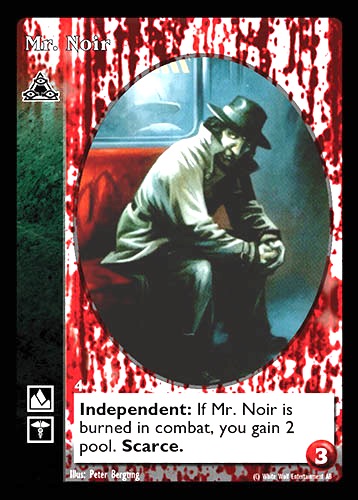 Mr. Noir
4
Independent: If Mr. Noir is
burned in combat, you gain 2
pool. Scarce.
3
Illus: Peter Bergting
(C) White Wolf Entertainment AB